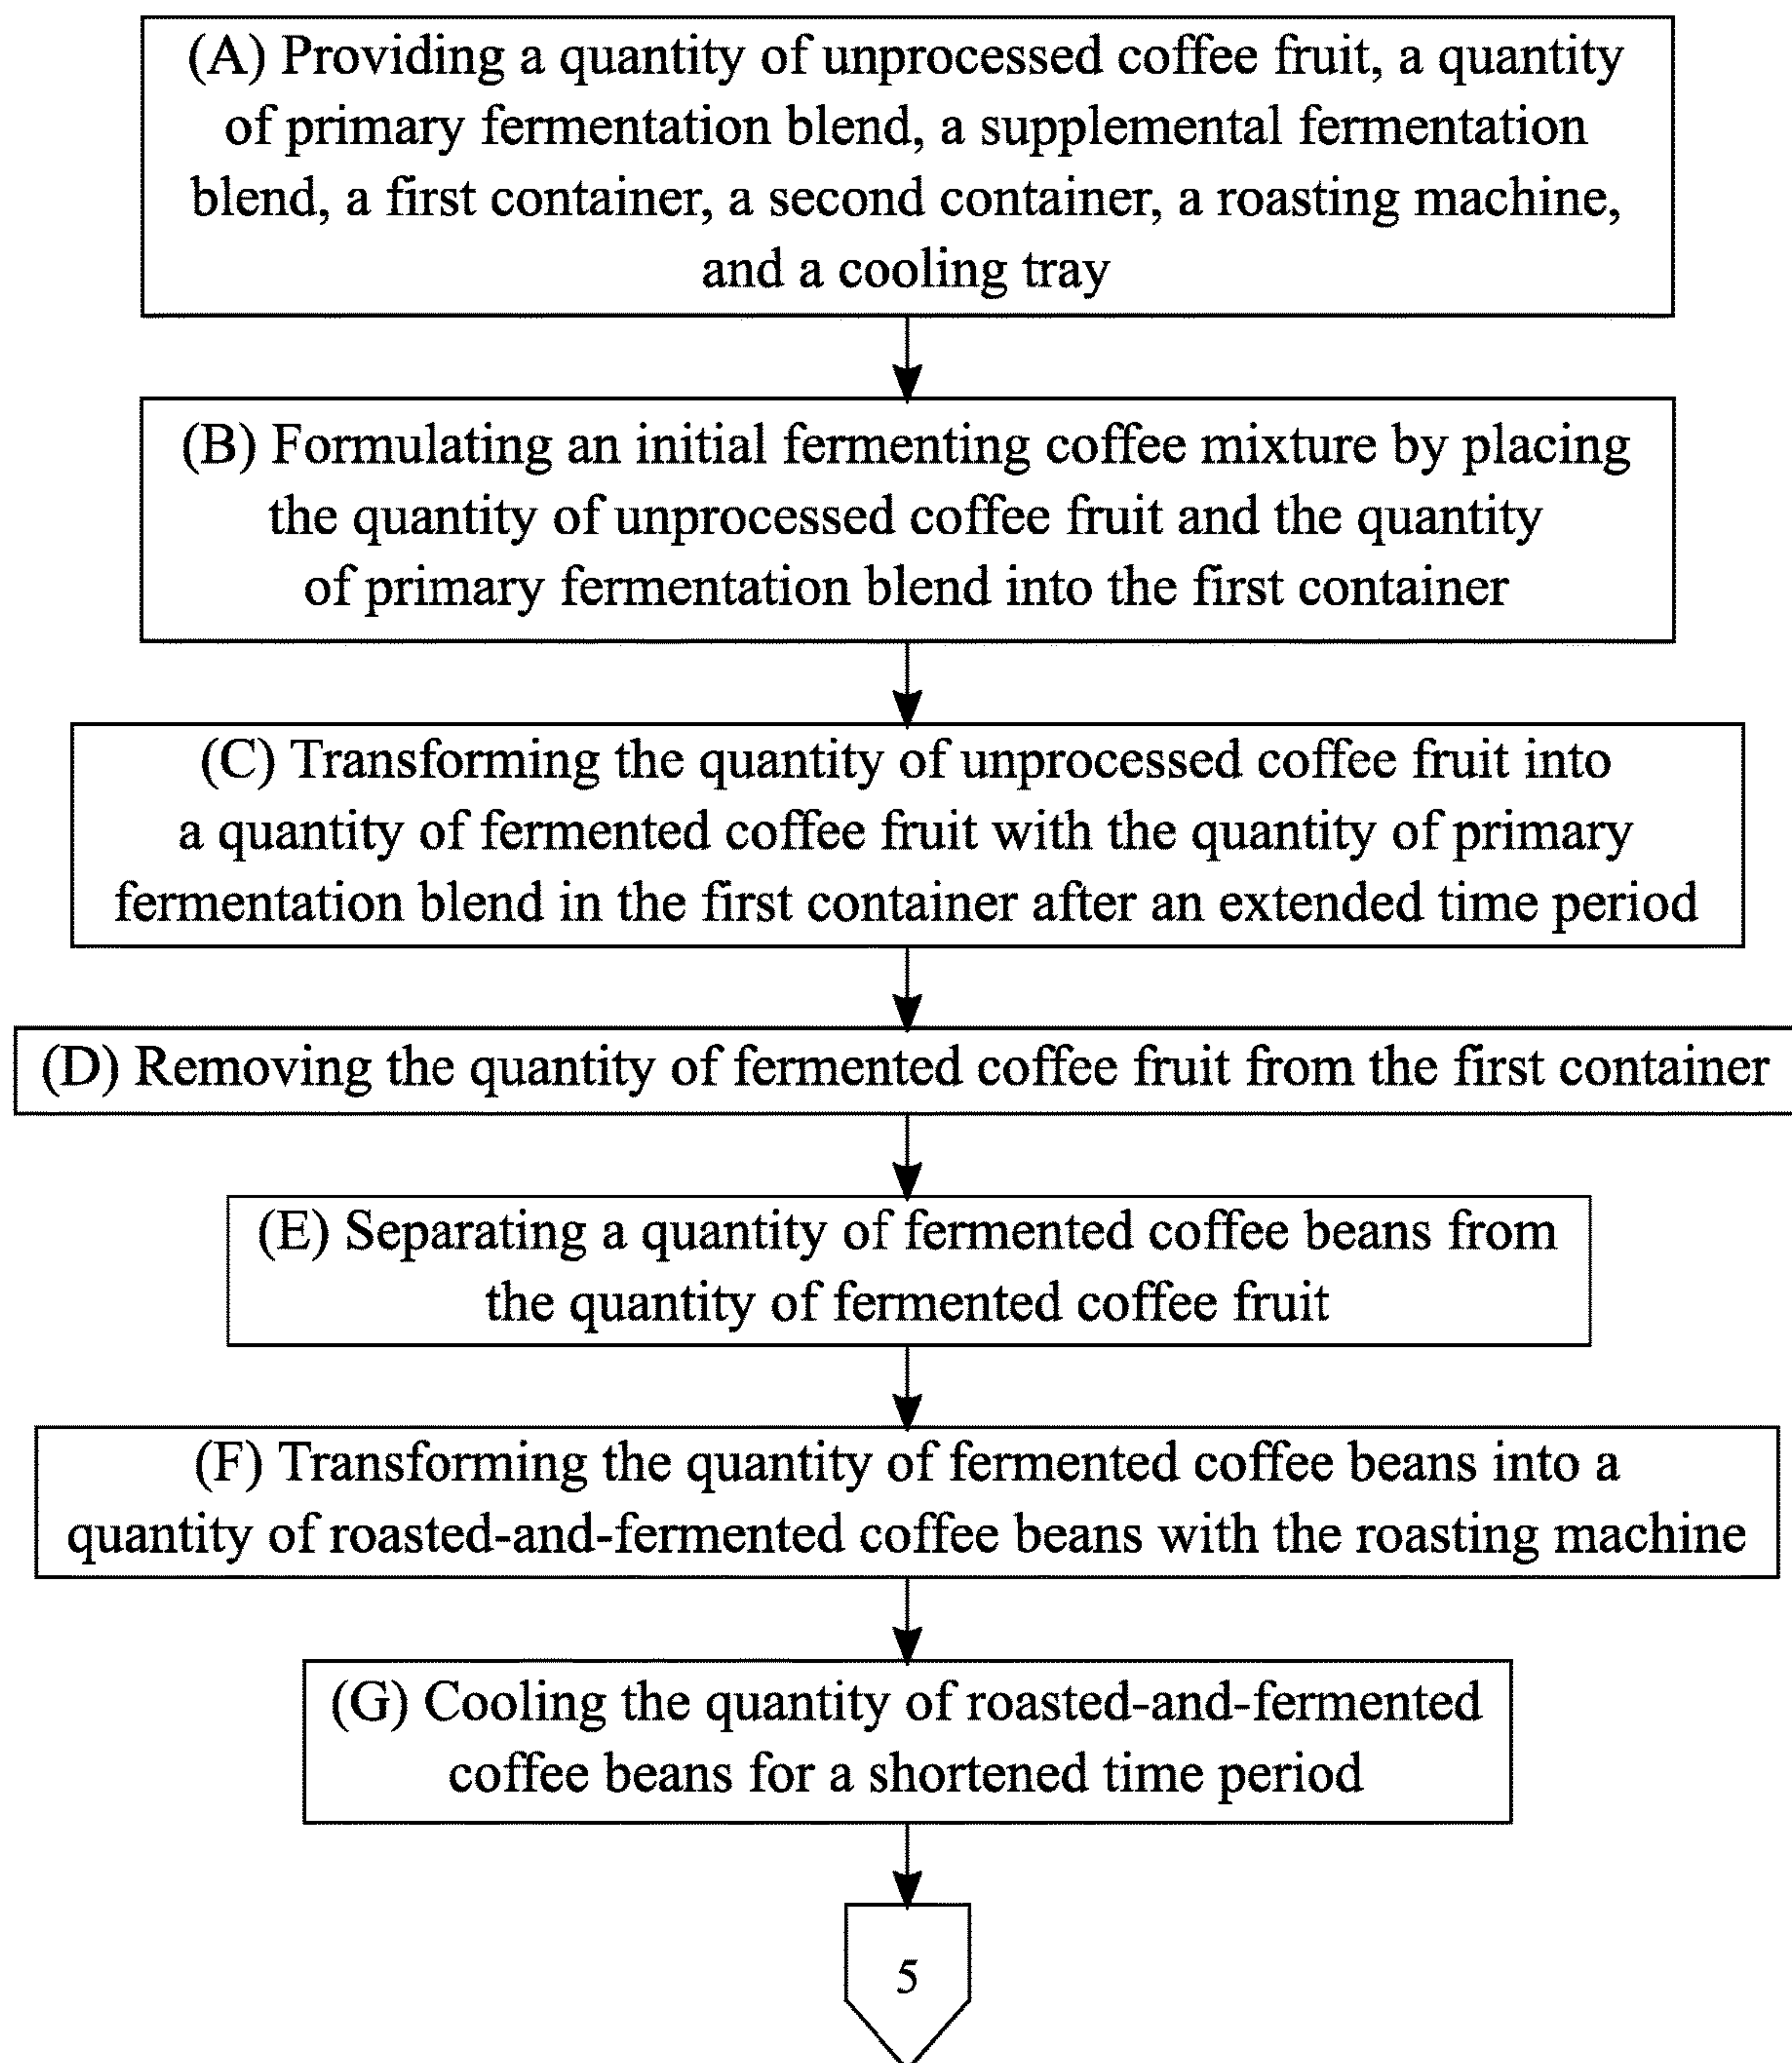 (A) Providing a quantity of unprocessed coffee fruit, a quantity
of primary fermentation blend, a supplemental fermentation
blend, a first container, a second container, a roasting machine,
and a cooling tray
(B) Formulating an initial fermenting coffee mixture by placing
the quantity of unprocessed coffee fruit and the quantity
of primary fermentation blend into the first container
(C) Transforming the quantity of unprocessed coffee fruit into
a quantity of fermented coffee fruit with the quantity of primary
fermentation blend in the first container after an extended time period
(D) Removing the quantity of fermented coffee fruit from the first container
(E) Separating a quantity of fermented coffee beans from
the quantity of fermented coffee fruit
(F) Transforming the quantity of fermented coffee beans into a
quantity of roasted-and-fermented coffee beans with the roasting machine
(G) Cooling the quantity of roasted-and-fermented
coffee beans for a shortened time period
5